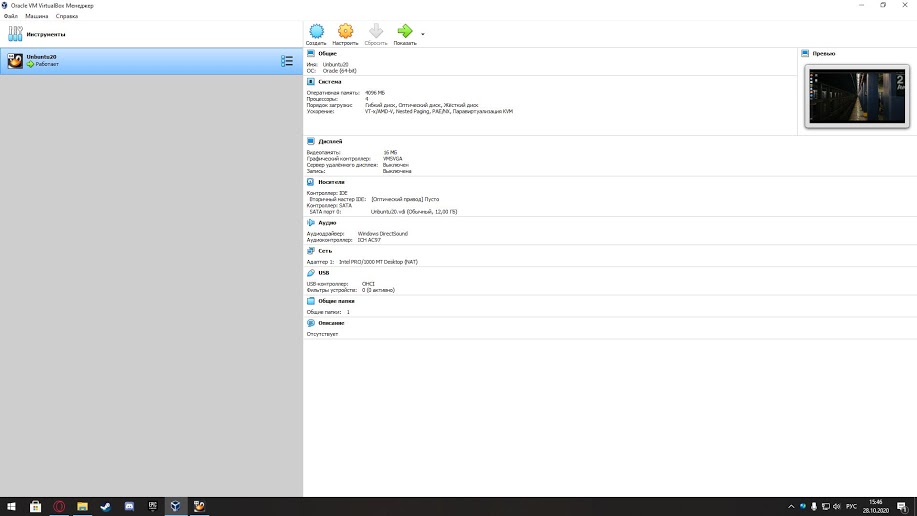 Oracle VM VirtualBox Менеджер
Файл Машина Справка
Инструменты
Unbuntu20
Работает
Создать Настроить Сбросить Показать
Общие
Имя: Unbuntu20
ОС: Oracle (64-bit)
Превью
Система
Оперативная память: 4096 МБ
Процессоры: 4
Порядок загрузки: Гибкий диск, Оптический диск, Жёсткий диск
Ускорение: VT-x/AMD-V, Nested Paging, PAE/NX, Паравиртуализация KVM
Дисплей
Видеопамять: 16 МБ
Графический контроллер: VMSVGA
Сервер удалённого дисплея: Выключен
Запись: Выключена
Носители
Контроллер: IDE
Вторичный мастер IDE: [Оптический привод] Пусто
Контроллер: SATA
SATA порт 0: Unbuntu20.vdi (Обычный, 12,00 ГБ)
Аудио
Аудиодрайвер: Windows DirectSound
Аудиоконтроллер: ICH AC97
Сеть
Адаптер 1: Intel PRO/1000 MT Desktop (NAT)
USB
USB-контроллер: OHCI
Фильтры устройств: 0 (0 активно)
Общие папки
Общие папки: 1
Описание
Отсутствует
РУС
15:46
28.10.2020